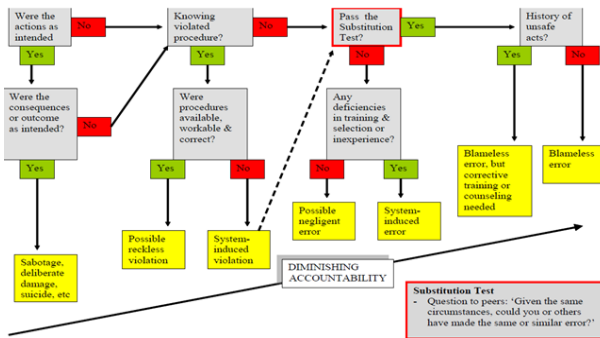 Were the
actions as
intended
No
Yes
Knowing
violated
procedure?
No
Yes
Pass the
Substitution
Test?
Yes
No
History of
unsafe
acts?
Yes
No
Were the
consequences
or outcome
as intended?
No
Yes
Were
procedures
available,
workable &
correct?
Yes
No
Any
deficiencies
in training &
selection or
inexperience?
No
Yes
Blameless
error, but
corrective
training or
counseling
needed
Blameless
error
Possible
negligent
error
System-
induced
error
Sabotage,
deliberate
damage,
suicide, etc
Possible
reckless
violation
System-
induced
violation
DIMINISHING
ACCOUNTABILITY
Substitution Test
- Question to peers: ‘Given the same
circumstances, could you or others
have made the same or similar error?’